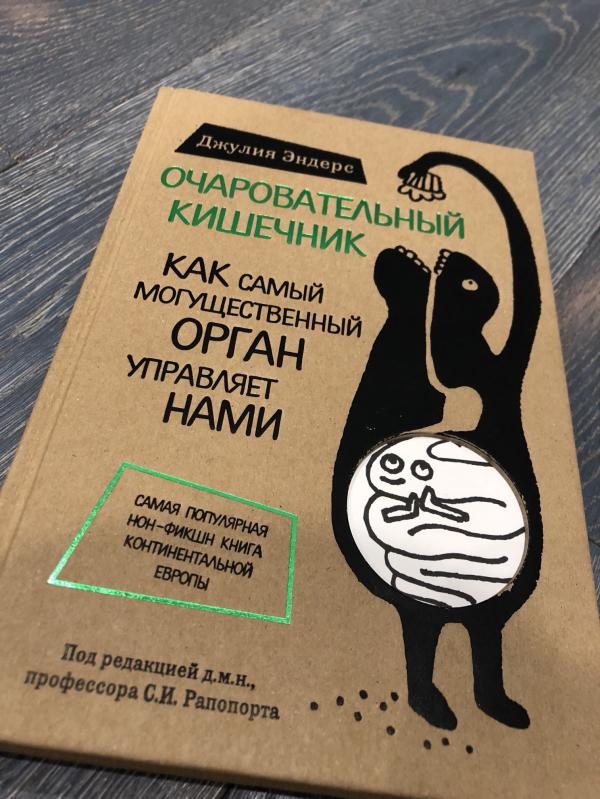 Джулия Эндерс
ОЧАРОВАТЕЛЬНЫЙ
КИШЕЧНИК
КАК САМЫЙ
МОГУЩЕСТВЕННЫЙ
ОРГАН
УПРАВЛЯЕТ
НАМИ
САМАЯ ПОПУЛЯРНАЯ
НОН-ФИКШН КНИГА
КОНТИНЕНТАЛЬНОЙ
ЕВРОПЫ
Под редакцией д.м.н.,
профессора С.И. Рапопорта